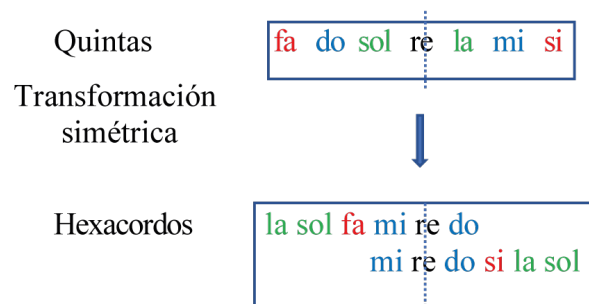 Quintas fa do sol re la mi si
Transformación
simétrica
Hexacordos la sol fa mi re do
mi re do si la sol